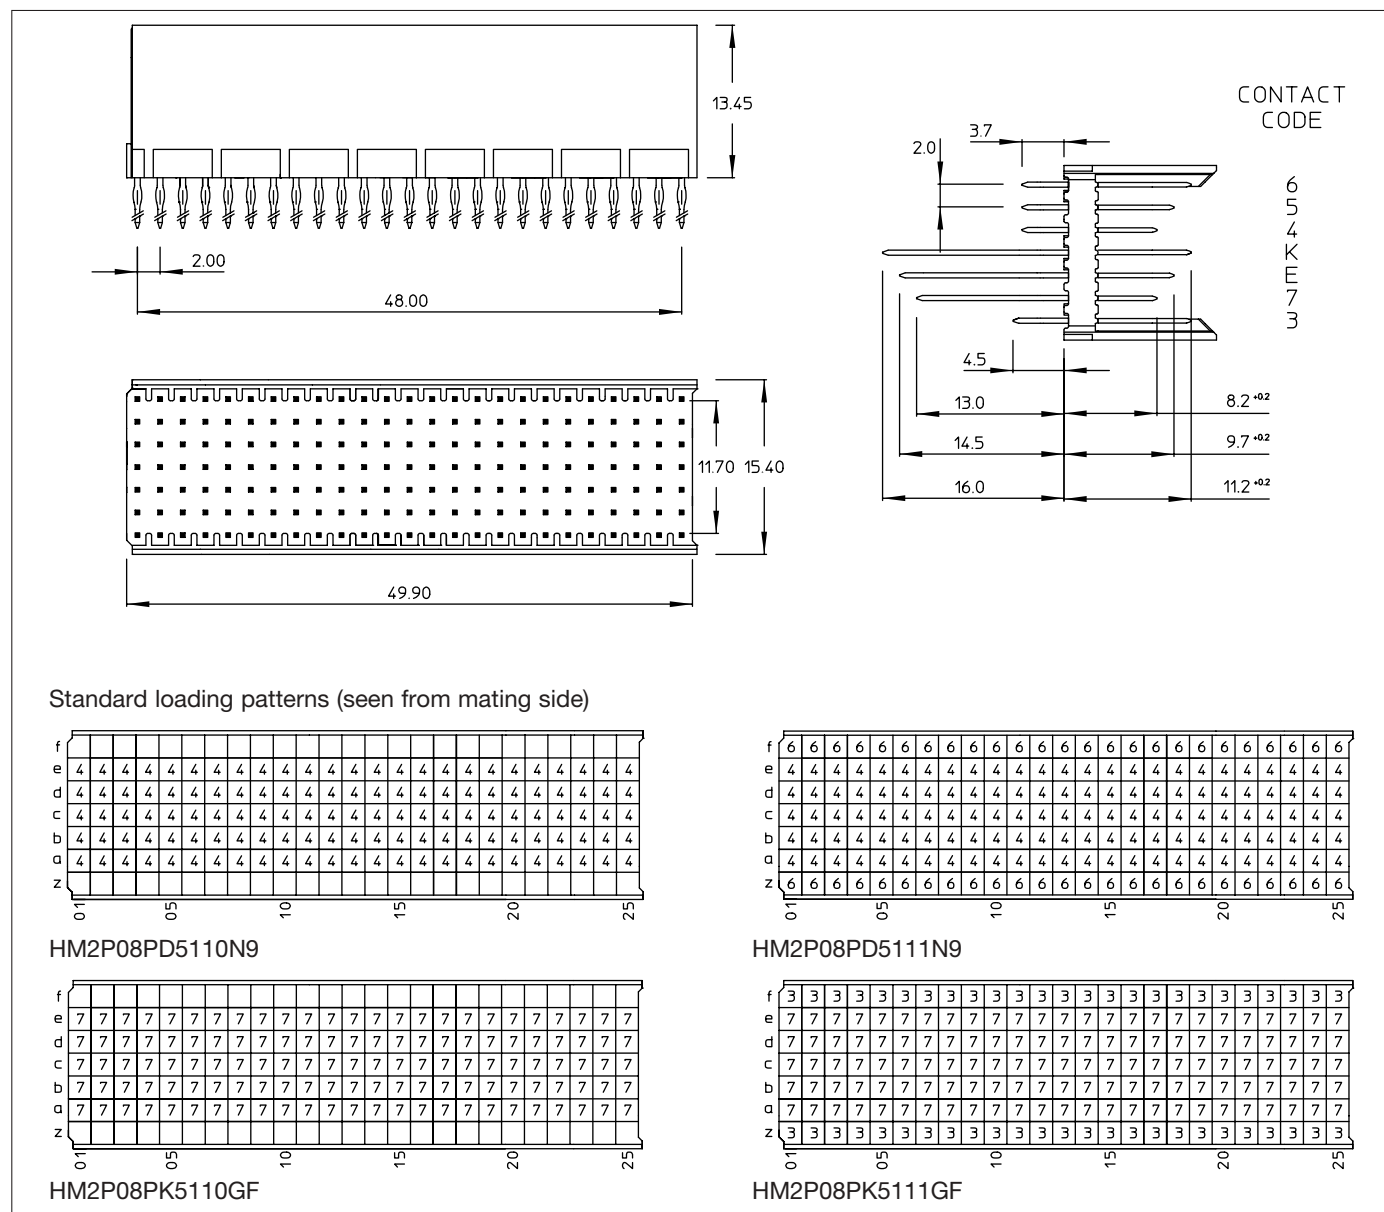 13.45
2.00
48.00
11.70
15.40
49.90
CONTACT
CODE
3.7
2.0
6
5
4
K
E
7
3
4.5
13.0
14.5
16.0
8.2 +0.2
9.7 +0.2
11.2 +0.2
Standard loading patterns (seen from mating side)
f
e 4 4 4 4 4 4 4 4 4 4 4 4 4 4 4 4 4 4 4 4 4 4 4 4 4
d 4 4 4 4 4 4 4 4 4 4 4 4 4 4 4 4 4 4 4 4 4 4 4 4 4
c 4 4 4 4 4 4 4 4 4 4 4 4 4 4 4 4 4 4 4 4 4 4 4 4 4
b 4 4 4 4 4 4 4 4 4 4 4 4 4 4 4 4 4 4 4 4 4 4 4 4 4
a 4 4 4 4 4 4 4 4 4 4 4 4 4 4 4 4 4 4 4 4 4 4 4 4 4
z
01 05 10 15 20 25
HM2P08PD5110N9
f 6 6 6 6 6 6 6 6 6 6 6 6 6 6 6 6 6 6 6 6 6 6 6 6 6
e 4 4 4 4 4 4 4 4 4 4 4 4 4 4 4 4 4 4 4 4 4 4 4 4 4
d 4 4 4 4 4 4 4 4 4 4 4 4 4 4 4 4 4 4 4 4 4 4 4 4 4
c 4 4 4 4 4 4 4 4 4 4 4 4 4 4 4 4 4 4 4 4 4 4 4 4 4
b 4 4 4 4 4 4 4 4 4 4 4 4 4 4 4 4 4 4 4 4 4 4 4 4 4
a 4 4 4 4 4 4 4 4 4 4 4 4 4 4 4 4 4 4 4 4 4 4 4 4 4
z 6 6 6 6 6 6 6 6 6 6 6 6 6 6 6 6 6 6 6 6 6 6 6 6 6
01 05 10 15 20 25
HM2P08PD5111N9
f
e 7 7 7 7 7 7 7 7 7 7 7 7 7 7 7 7 7 7 7 7 7 7 7 7 7
d 7 7 7 7 7 7 7 7 7 7 7 7 7 7 7 7 7 7 7 7 7 7 7 7 7
c 7 7 7 7 7 7 7 7 7 7 7 7 7 7 7 7 7 7 7 7 7 7 7 7 7
b 7 7 7 7 7 7 7 7 7 7 7 7 7 7 7 7 7 7 7 7 7 7 7 7 7
a 7 7 7 7 7 7 7 7 7 7 7 7 7 7 7 7 7 7 7 7 7 7 7 7 7
z
01 05 10 15 20 25
HM2P08PK5110GF
f 3 3 3 3 3 3 3 3 3 3 3 3 3 3 3 3 3 3 3 3 3 3 3 3 3
e 7 7 7 7 7 7 7 7 7 7 7 7 7 7 7 7 7 7 7 7 7 7 7 7 7
d 7 7 7 7 7 7 7 7 7 7 7 7 7 7 7 7 7 7 7 7 7 7 7 7 7
c 7 7 7 7 7 7 7 7 7 7 7 7 7 7 7 7 7 7 7 7 7 7 7 7 7
b 7 7 7 7 7 7 7 7 7 7 7 7 7 7 7 7 7 7 7 7 7 7 7 7 7
a 7 7 7 7 7 7 7 7 7 7 7 7 7 7 7 7 7 7 7 7 7 7 7 7 7
z 3 3 3 3 3 3 3 3 3 3 3 3 3 3 3 3 3 3 3 3 3 3 3 3 3
01 05 10 15 20 25
HM2P08PK5111GF